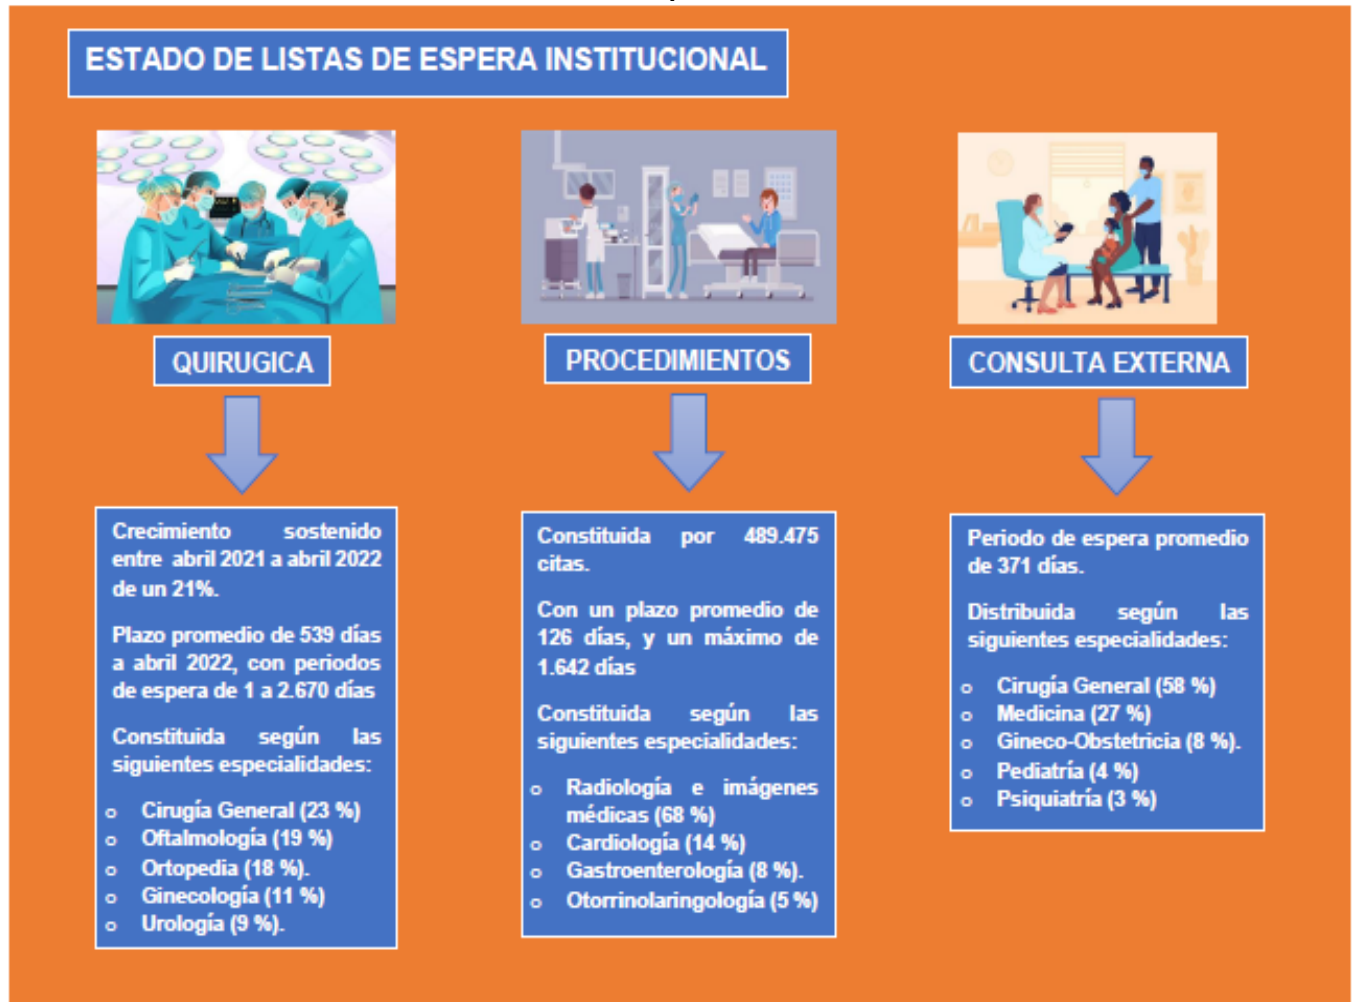 ESTADO DE LISTAS DE ESPERA INSTITUCIONAL
QUIRUGICA
Crecimiento sostenido
entre abril 2021 a abril 2022
de un 21%.
Plazo promedio de 539 días
a abril 2022, con periodos
de espera de 1 a 2.670 días
Constituida según las
siguientes especialidades:
o Cirugía General (23 %)
o Oftalmología (19 %)
o Ortopedia (18 %).
o Ginecología (11 %)
o Urología (9 %).
PROCEDIMIENTOS
Constituida por 489.475
citas.
Con un plazo promedio de
126 días, y un máximo de
1.642 días
Constituida según las
siguientes especialidades:
o Radiología e imágenes
médicas (68 %)
o Cardiología (14 %)
o Gastroenterología (8 %).
o Otorrinolaringología (5 %)
CONSULTA EXTERNA
Periodo de espera promedio
de 371 días.
Distribuida según las
siguientes especialidades:
o Cirugía General (58 %)
o Medicina (27 %)
o Gineco-Obstetricia (8 %).
o Pediatría (4 %)
o Psiquiatría (3 %)